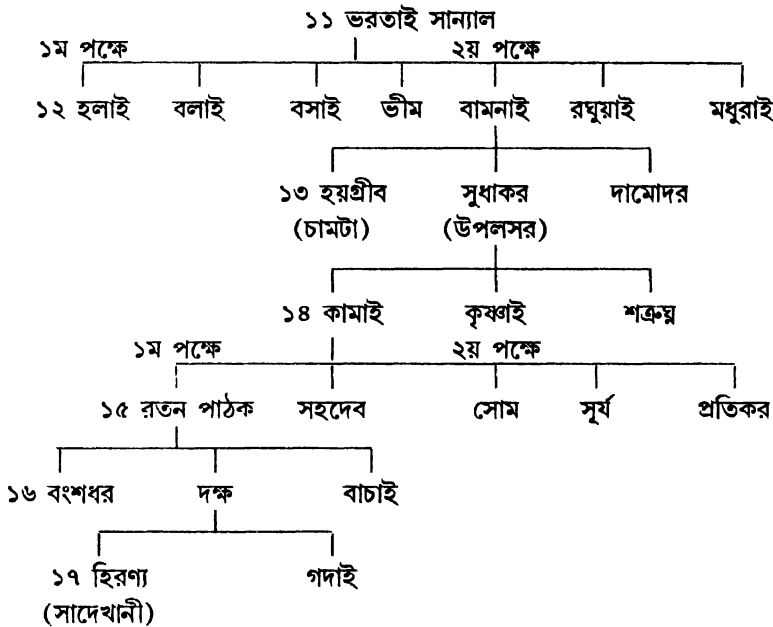 ১১ ভরতাই সান্যাল
১ম পক্ষে ২য় পক্ষে
১২ হলাই বলাই বসাই ভীম বামনাই রঘুয়াই মধুরাই
১৩ হয়গ্রীব সুধাকর দামোদর
(চামটা) (উপলসর)
১৪ কামাই কৃষ্ণাই শত্রুঘ্ন
১ম পক্ষে ২য় পক্ষে
১৫ রতন পাঠক সহদেব সোম সূর্য প্রতিকর
১৬ বংশধর দক্ষ বাচাই
১৭ হিরণ্য গদাই
(সাদেখানী)